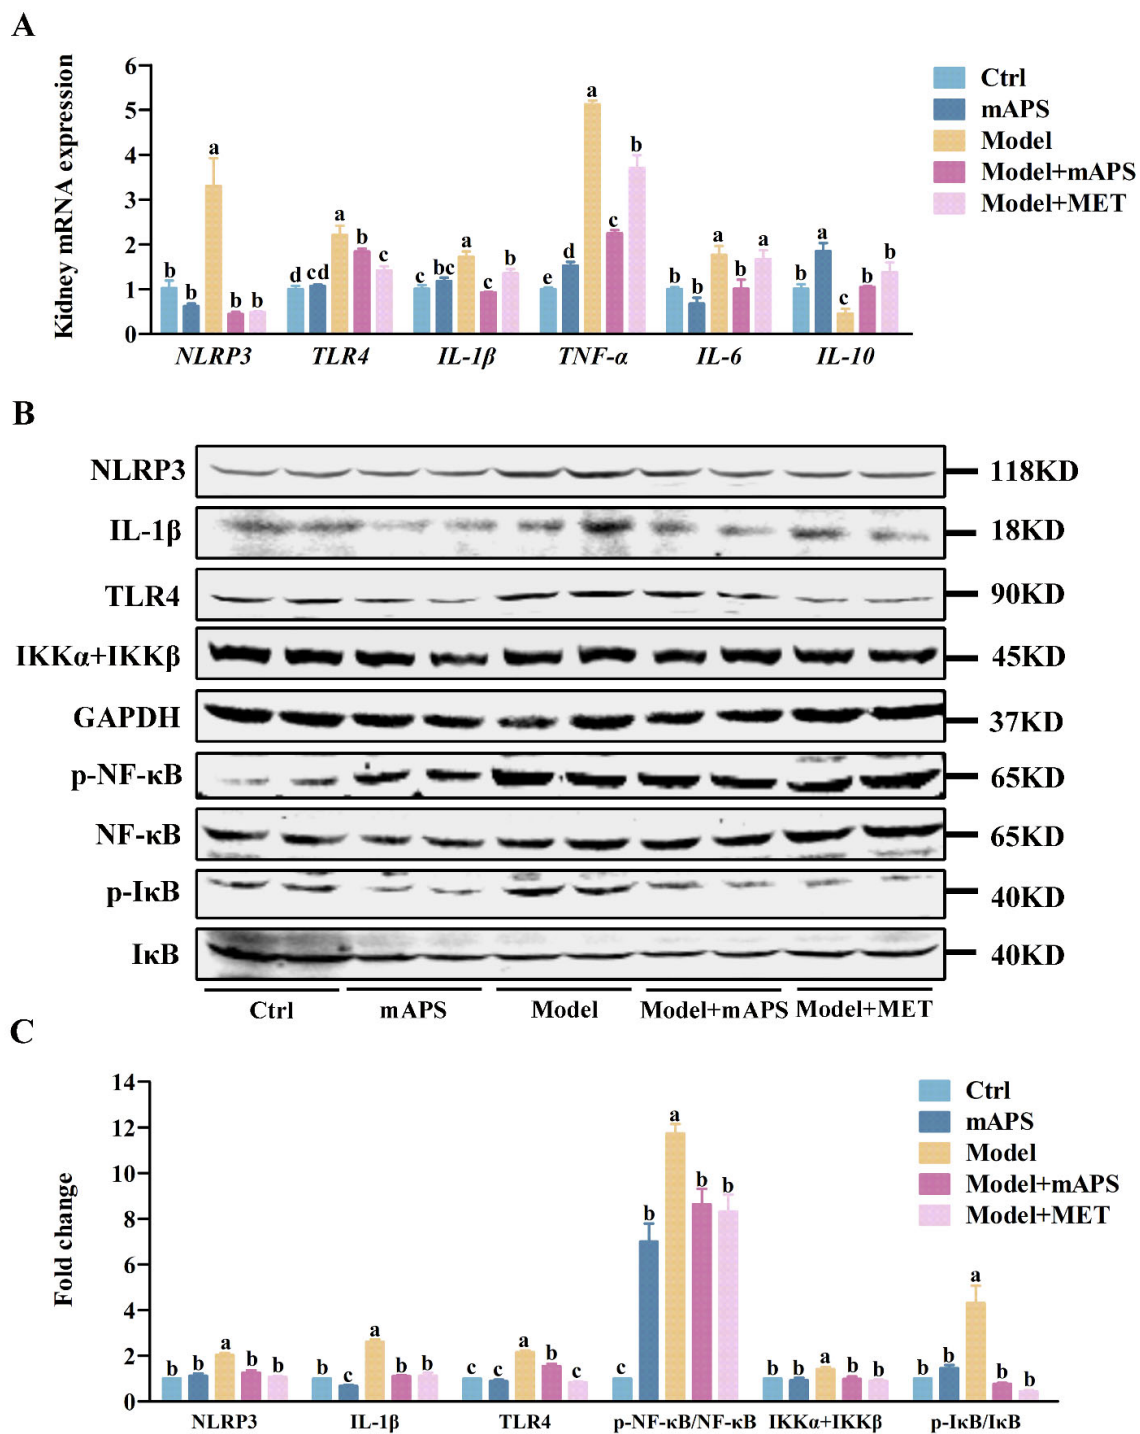 A
Kidney mRNA expression
6
5
4
3
2
1
0
b b a b b
d cd a b c
c bc a c b
e d a c b
b b a b a
b a c b b
NLRP3 TLR4 IL-1β TNF-α IL-6 IL-10
Ctrl
mAPS
Model
Model+mAPS
Model+MET
B
NLRP3 118KD
IL-1β 18KD
TLR4 90KD
IKKα+IKKβ 45KD
GAPDH 37KD
p-NF-κB 65KD
NF-κB 65KD
p-IκB 40KD
IκB 40KD
Ctrl mAPS Model Model+mAPS Model+MET
C
Fold change
14
12
10
8
6
4
2
0
b b a b b
b c a b b
c c a b c
c b a b b
b b a b b
b b a b b
NLRP3 IL-1β TLR4 p-NF-κB/NF-κB IKKα+IKKβ p-IκB/IκB
Ctrl
mAPS
Model
Model+mAPS
Model+MET